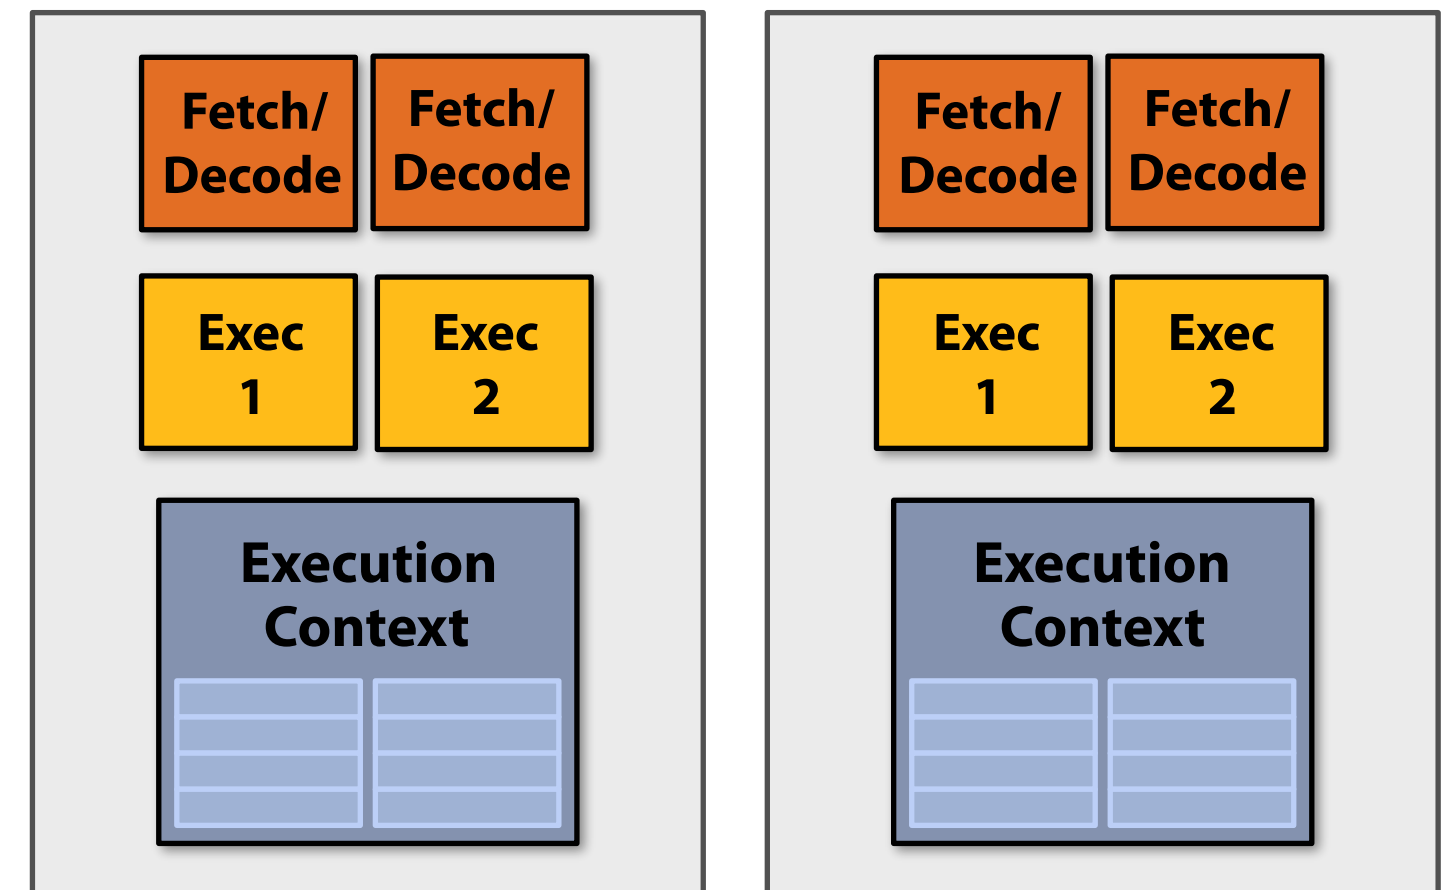 Fetch/
Decode
Fetch/
Decode
Exec
1
Exec
2
Execution
Context
Fetch/
Decode
Fetch/
Decode
Exec
1
Exec
2
Execution
Context